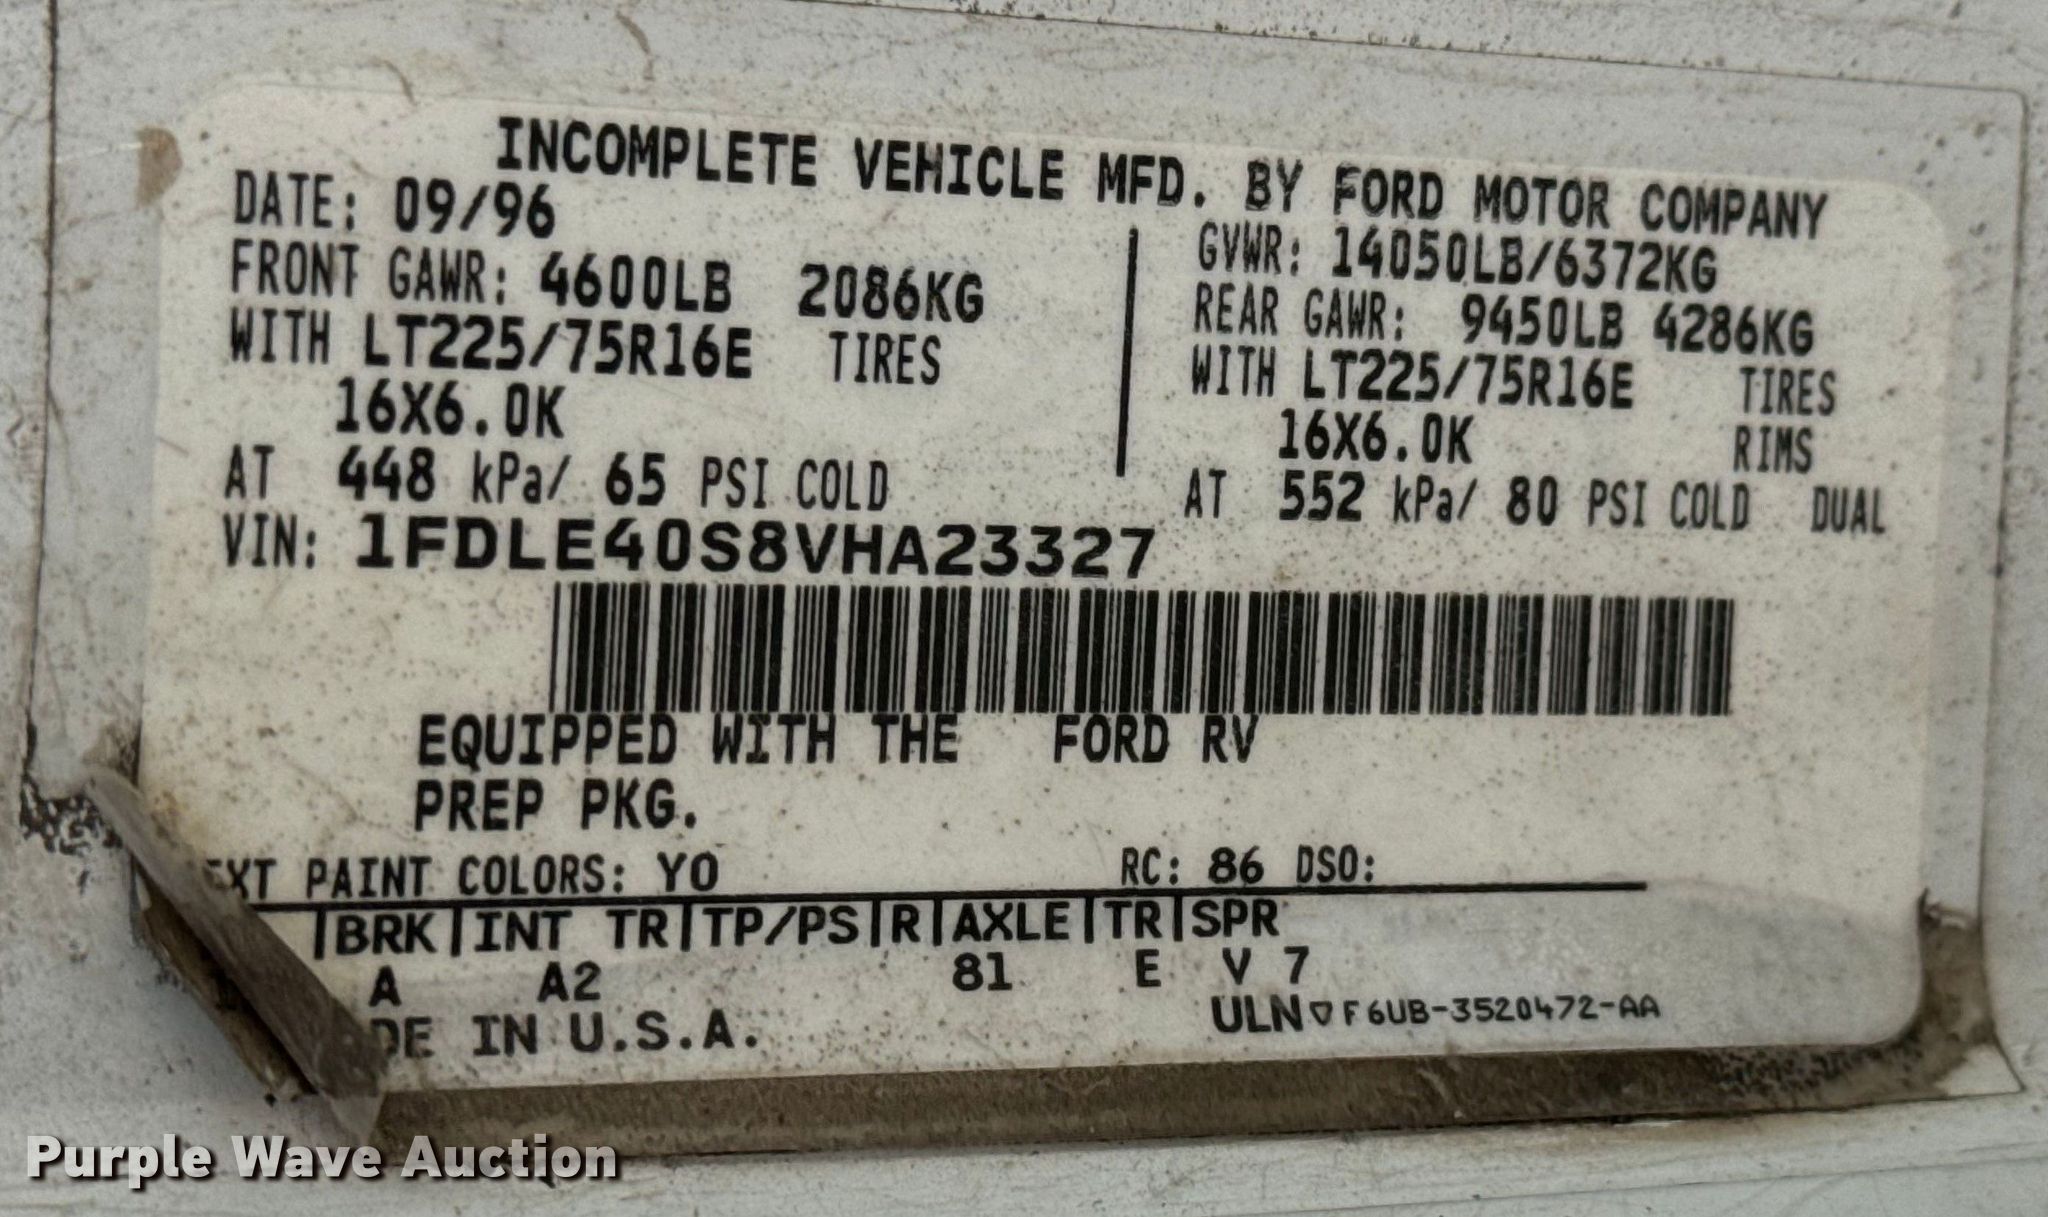 INCOMPLETE VEHICLE MFD. BY FORD MOTOR COMPANY
DATE: 09/96
GVWR: 14050LB/6372KG
FRONT GAWR: 4600LB 2086KG
REAR GAWR: 9450LB 4286KG
WITH LT225/75R16E TIRES
WITH LT225/75R16E TIRES
16X6.0K
16X6.0K RIMS
AT 448 kPa/ 65 PSI COLD
AT 552 kPa/ 80 PSI COLD DUAL
VIN: 1FDLE40S8VHA23327
EQUIPPED WITH THE FORD RV
PREP PKG.
EXT PAINT COLORS: YO RC: 86 DSO:
|BRK|INT TR|TP/PS|R|AXLE|TR|SPR
A A2 81 E V 7
DE IN U.S.A.
ULN F6UB-3520472-AA
Purple Wave Auction